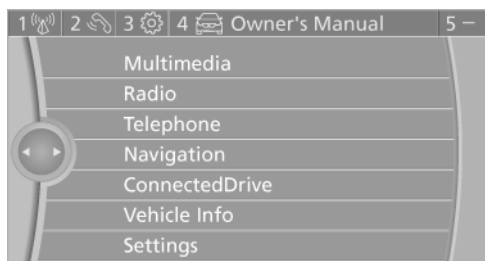 1 2 3 4 Owner's Manual 5 –
Multimedia
Radio
Telephone
Navigation
ConnectedDrive
Vehicle Info
Settings